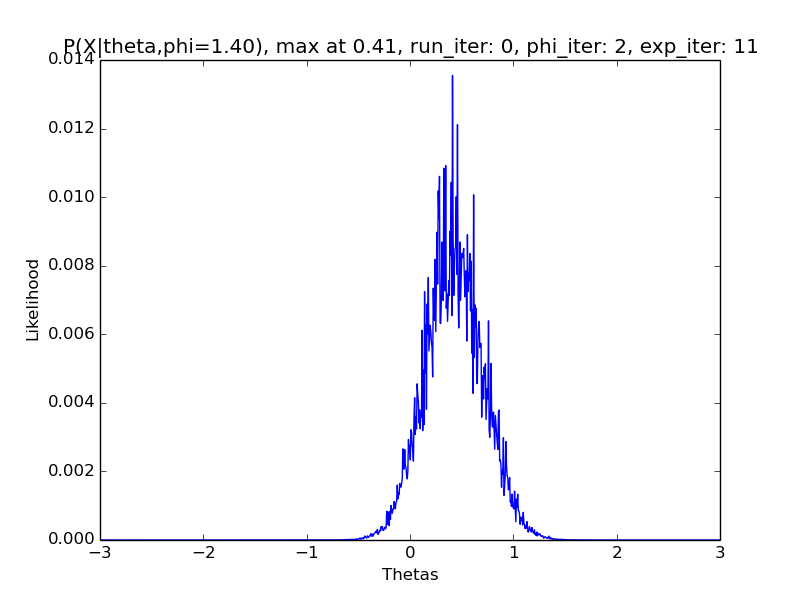 P(X|theta,phi=1.40), max at 0.41, run_iter: 0, phi_iter: 2, exp_iter: 11
0.014
0.012
0.010
0.008
0.006
0.004
0.002
0.000
Likelihood
−3 −2 −1 0 1 2 3
Thetas